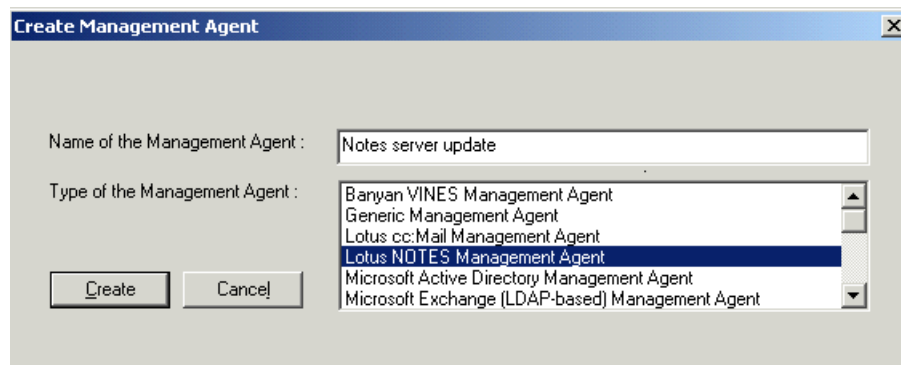 Create Management Agent
Name of the Management Agent :
Notes server update
Type of the Management Agent :
Banyan VINES Management Agent
Generic Management Agent
Lotus cc:Mail Management Agent
Lotus NOTES Management Agent
Microsoft Active Directory Management Agent
Microsoft Exchange (LDAP-based) Management Agent
Create
Cancel